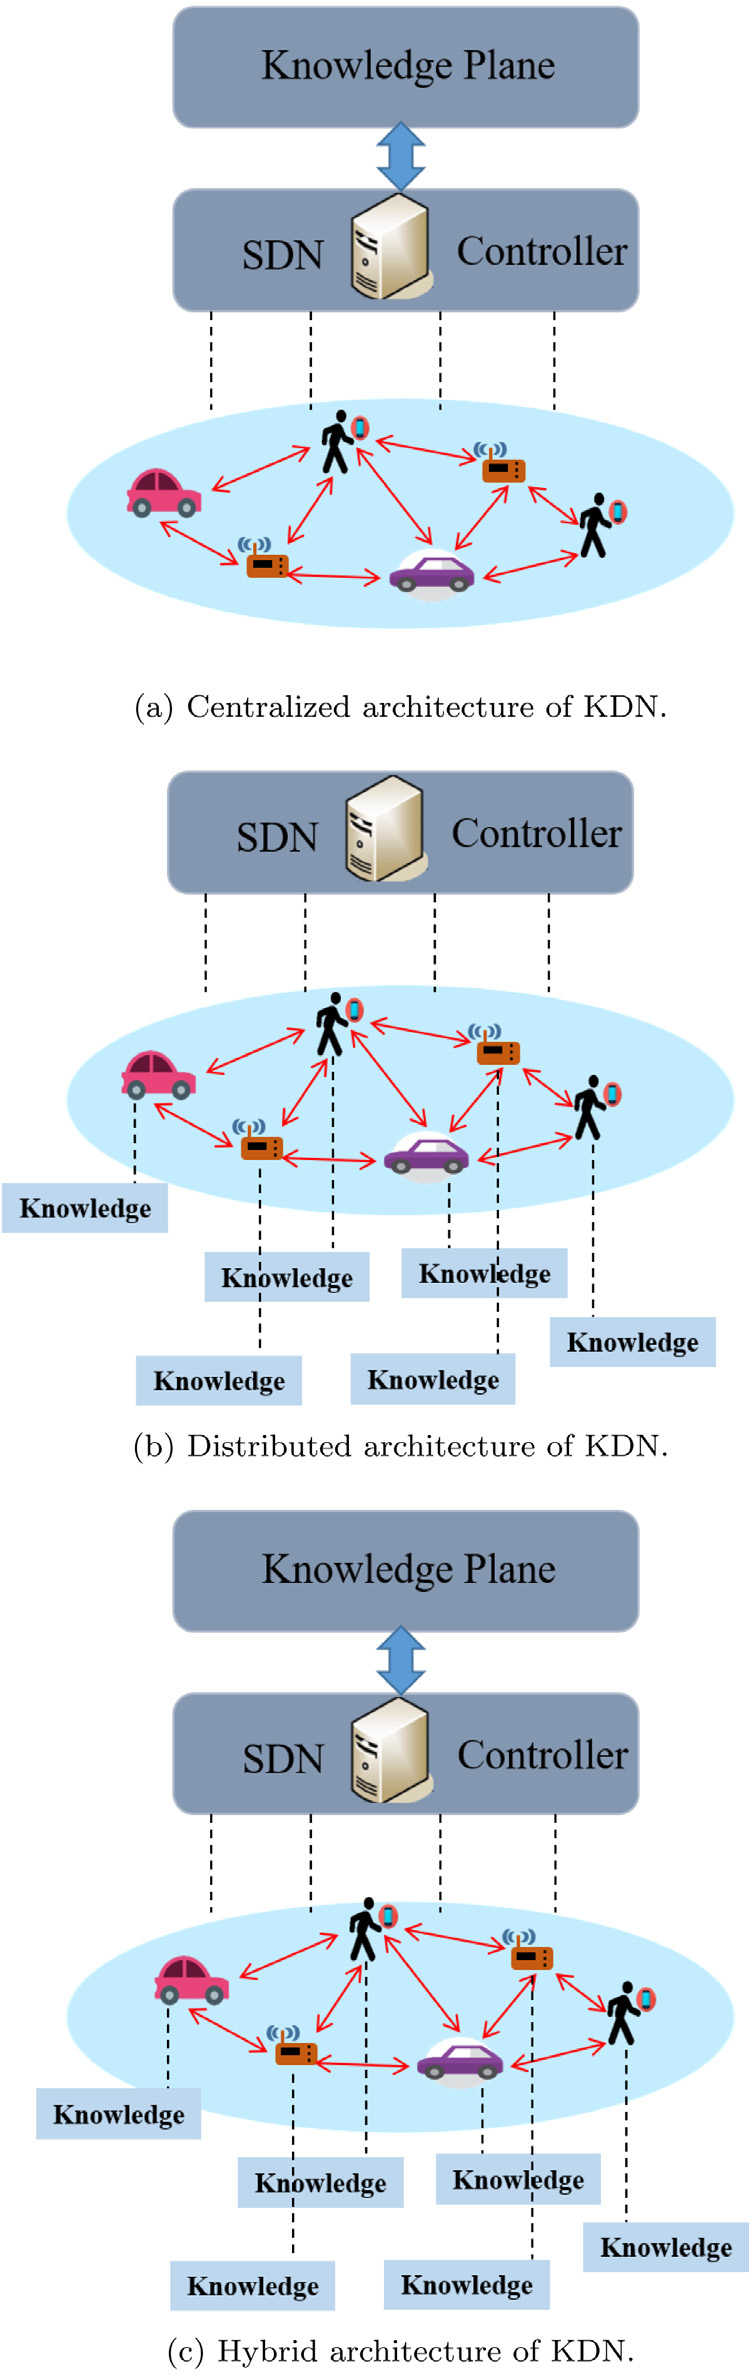 Knowledge Plane
SDN Controller
(a) Centralized architecture of KDN.
SDN Controller
Knowledge
Knowledge
Knowledge
Knowledge
Knowledge
Knowledge
(b) Distributed architecture of KDN.
Knowledge Plane
SDN Controller
Knowledge
Knowledge
Knowledge
Knowledge
Knowledge
Knowledge
(c) Hybrid architecture of KDN.